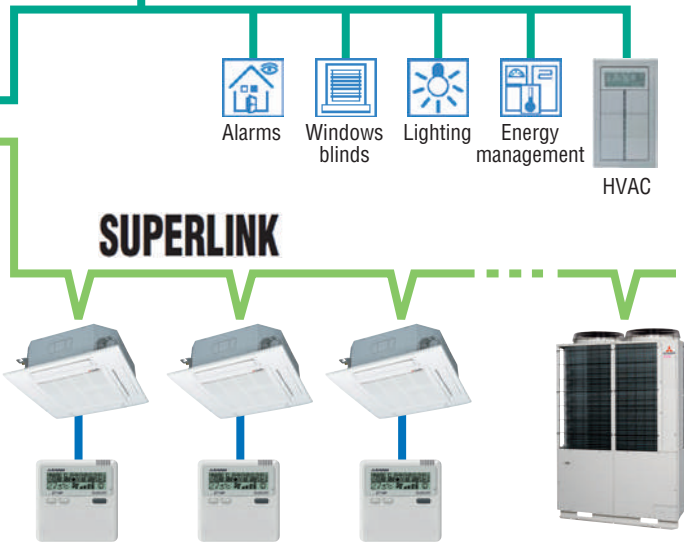 Alarms
Windows
blinds
Lighting
Energy
management
HVAC
SUPERLINK